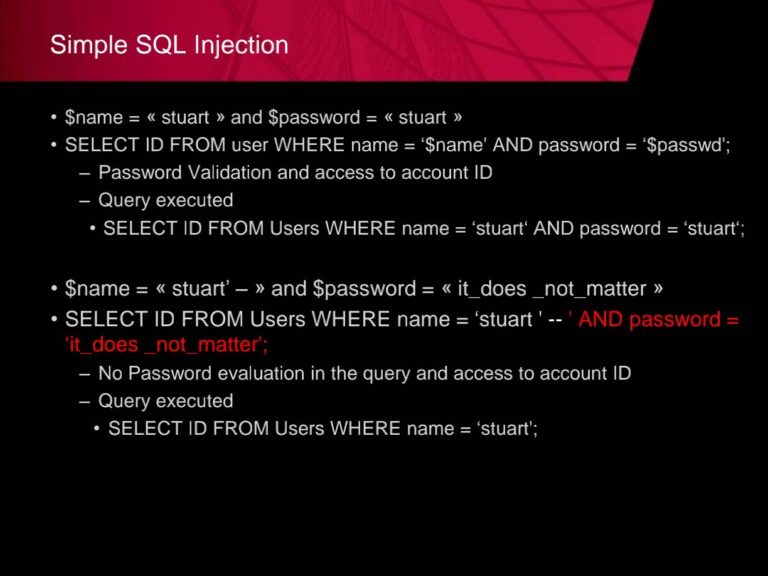 Simple SQL Injection
• $name = « stuart » and $password = « stuart »
• SELECT ID FROM user WHERE name = ‘$name’ AND password = ‘$passwd’;
– Password Validation and access to account ID
– Query executed
• SELECT ID FROM Users WHERE name = ‘stuart‘ AND password = ‘stuart‘;
• $name = « stuart’ – » and $password = « it_does _not_matter »
• SELECT ID FROM Users WHERE name = ‘stuart ' -- ’ AND password =
‘it_does _not_matter’;
– No Password evaluation in the query and access to account ID
– Query executed
• SELECT ID FROM Users WHERE name = ‘stuart’;